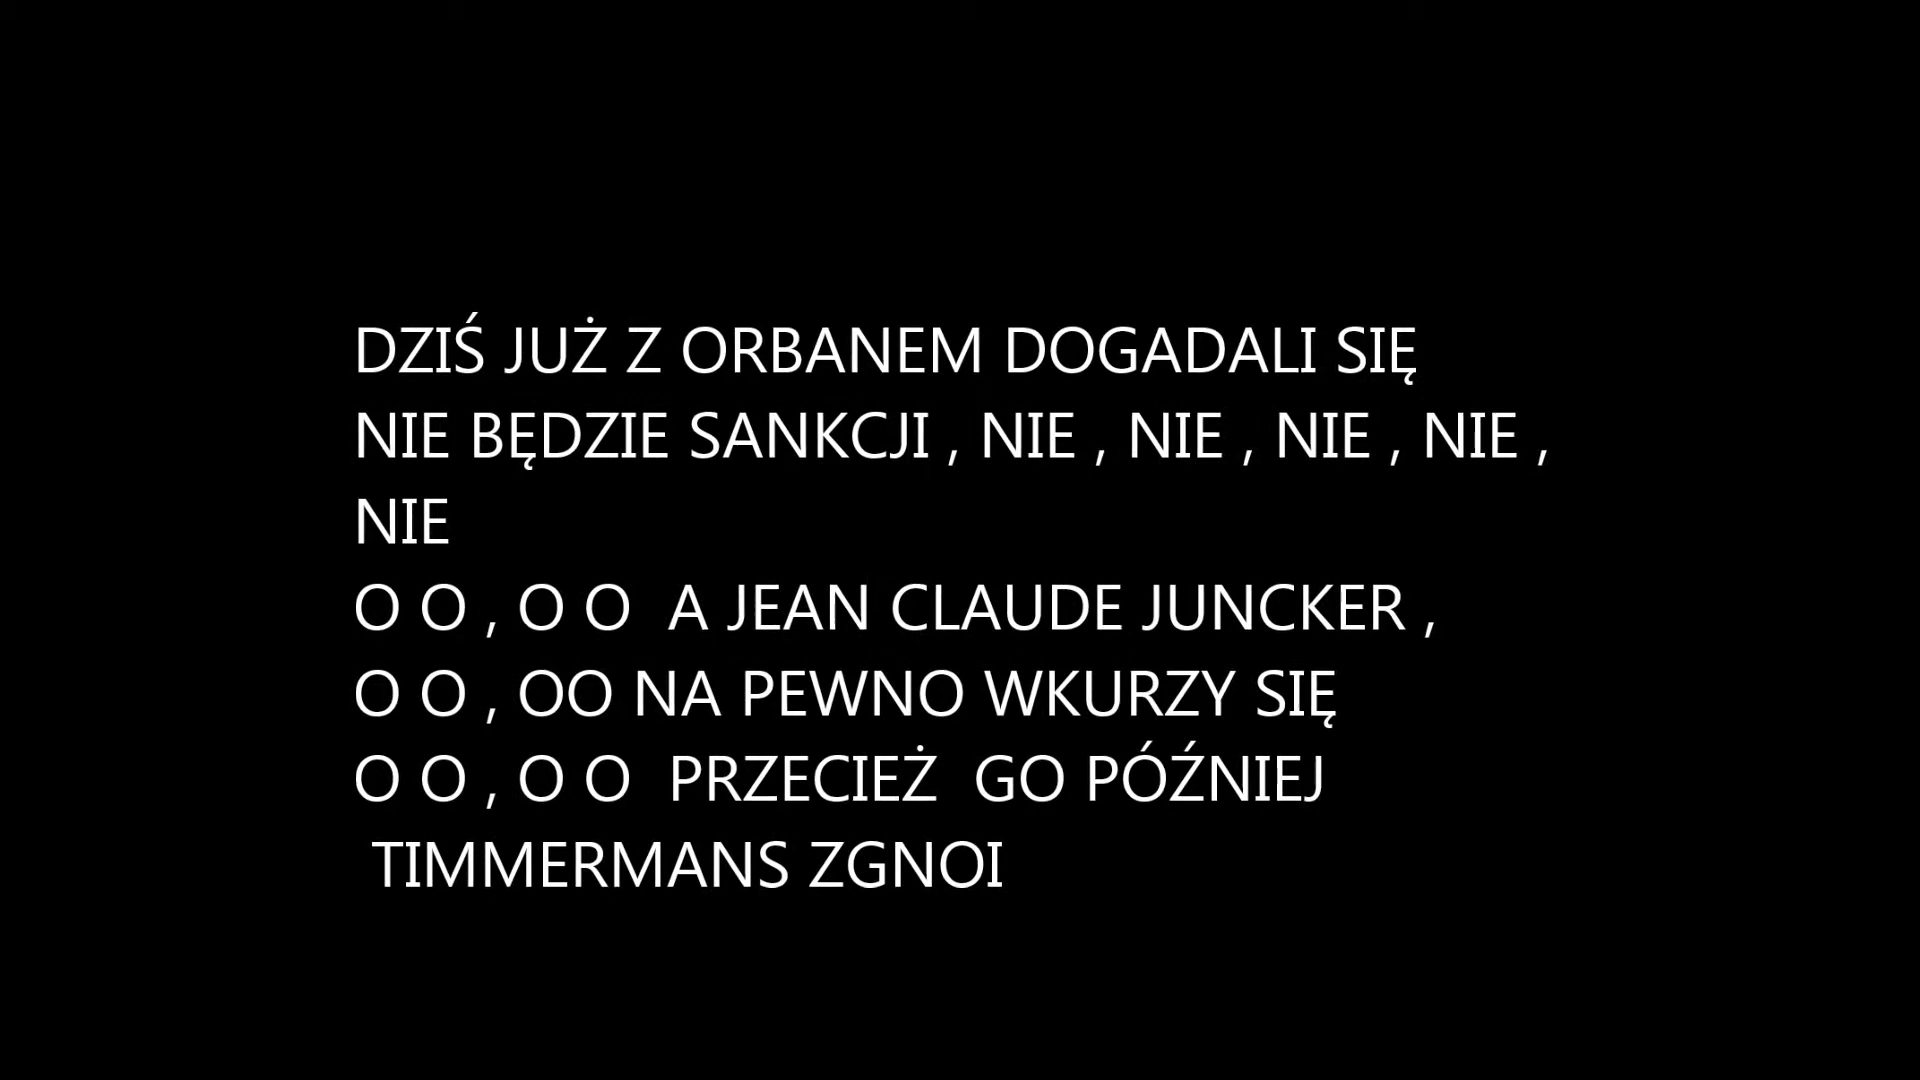 DZIŚ JUŻ Z ORBANEM DOGADALI SIĘ
NIE BĘDZIE SANKCJI , NIE , NIE , NIE , NIE ,
NIE
O O , O O  A JEAN CLAUDE JUNCKER ,
O O , OO NA PEWNO WKURZY SIĘ
O O , O O  PRZECIEŻ  GO PÓŹNIEJ
TIMMERMANS ZGNOI